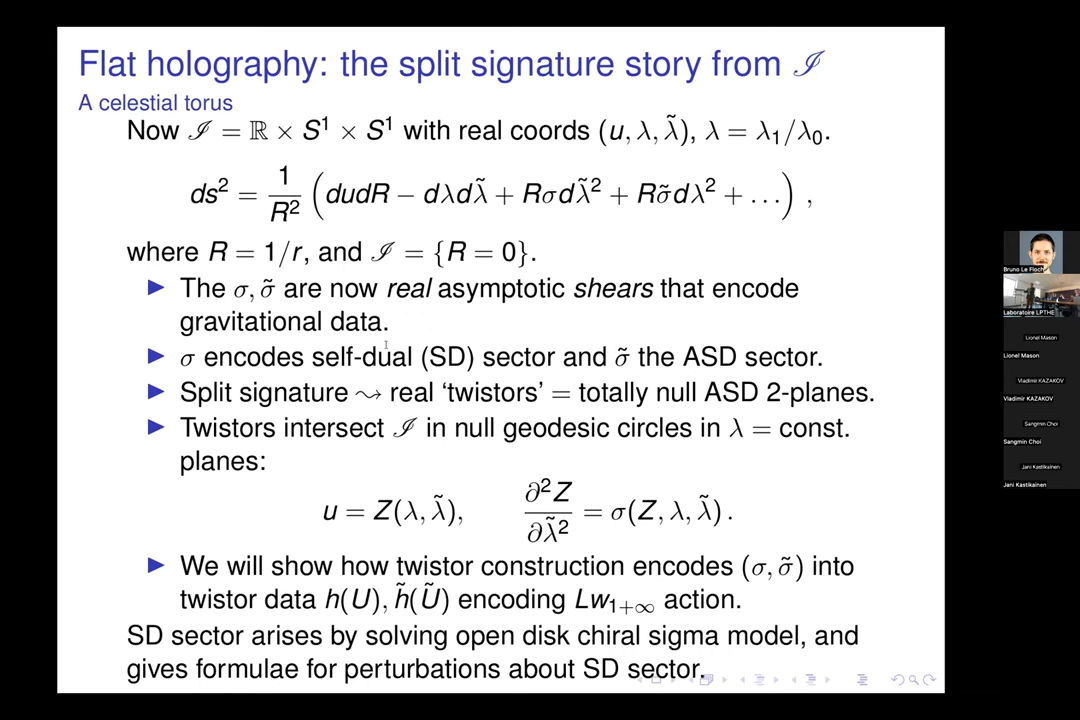 Flat holography: the split signature story from ℐ
A celestial torus
Now ℐ = ℝ × S¹ × S¹ with real coords (u, λ, λ̃), λ = λ₁/λ₀.
ds² = 1/R² (dudR − dλdλ̃ + Rσdλ̃² + Rσ̃dλ² + …) ,
where R = 1/r, and ℐ = {R = 0}.
▶ The σ, σ̃ are now real asymptotic shears that encode
gravitational data.
▶ σ encodes self-dual (SD) sector and σ̃ the ASD sector.
▶ Split signature ⤳ real ‘twistors’ = totally null ASD 2-planes.
▶ Twistors intersect ℐ in null geodesic circles in λ = const.
planes:
u = Z(λ, λ̃), ∂²Z/∂λ̃² = σ(Z, λ, λ̃) .
▶ We will show how twistor construction encodes (σ, σ̃) into
twistor data h(U), h̃(Ũ) encoding Lw₁₊∞ action.
SD sector arises by solving open disk chiral sigma model, and
gives formulae for perturbations about SD sector.
Bruno Le Floch
Laboratoire LPTHE
Lionel Mason
Lionel Mason
Vladimir KAZAKOV
Vladimir KAZAKOV
Sangmin Choi
Sangmin Choi
Jani Kastikainen
Jani Kastikainen